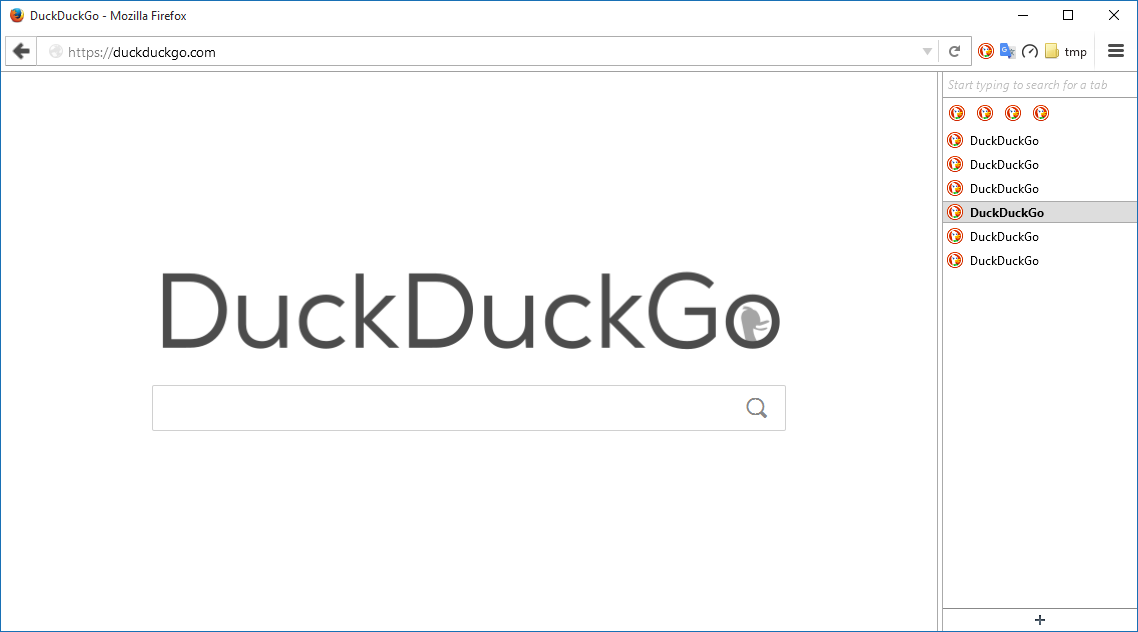 DuckDuckGo - Mozilla Firefox
https://duckduckgo.com
tmp
Start typing to search for a tab
DuckDuckGo
DuckDuckGo
DuckDuckGo
DuckDuckGo
DuckDuckGo
DuckDuckGo
DuckDuckGo